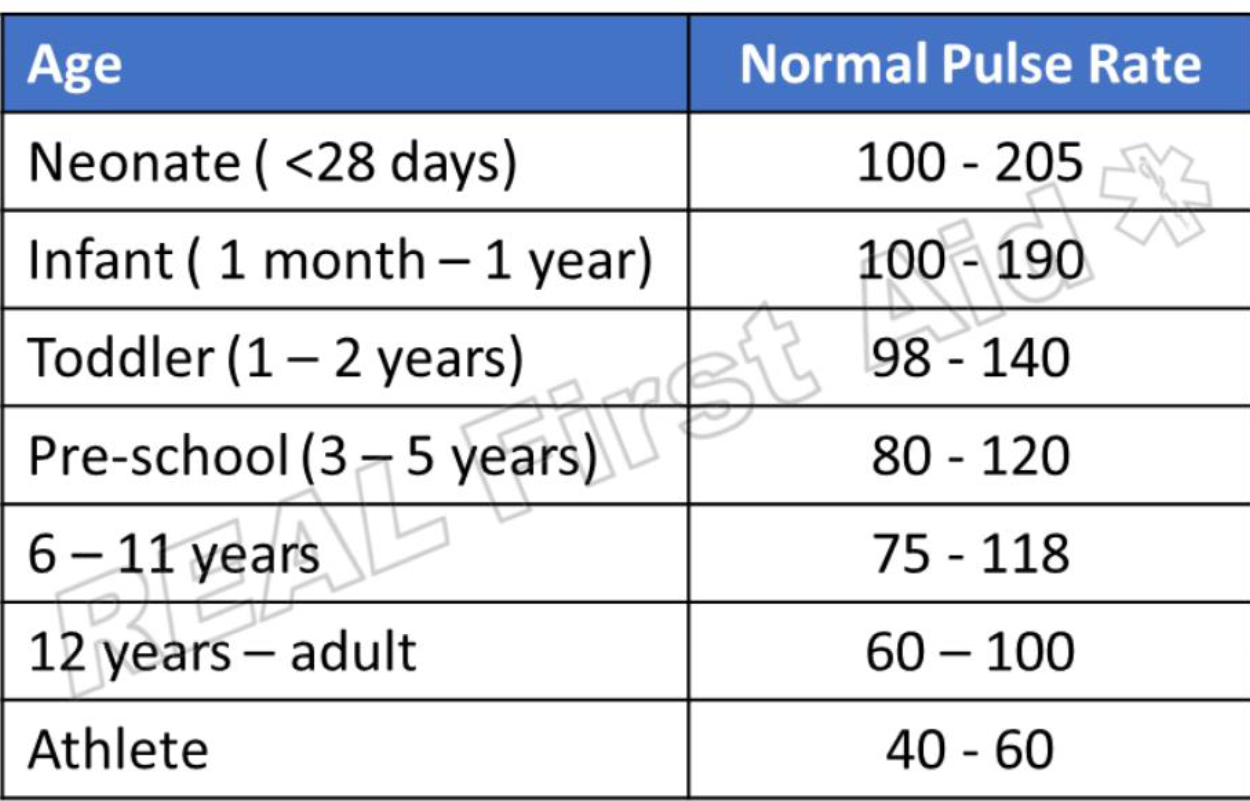 Age Normal Pulse Rate
Neonate ( <28 days) 100 - 205
Infant ( 1 month – 1 year) 100 - 190
Toddler (1 – 2 years) 98 - 140
Pre-school (3 – 5 years) 80 - 120
6 – 11 years 75 - 118
12 years – adult 60 – 100
Athlete 40 - 60
REAL First Aid